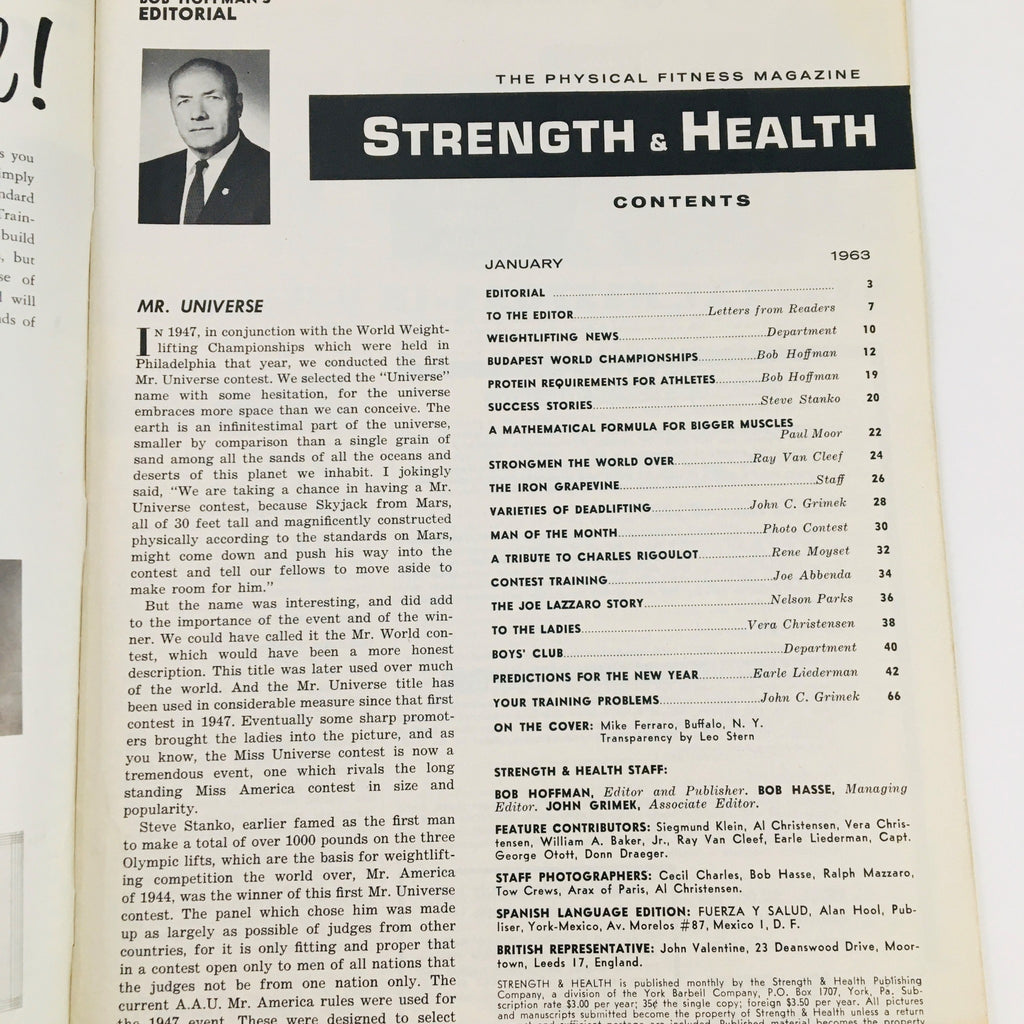 BOB HOFFMAN'S
EDITORIAL
!
s you
imply
ndard
Train-
build
, but
se of
l will
ds of
THE PHYSICAL FITNESS MAGAZINE
STRENGTH & HEALTH
CONTENTS
MR. UNIVERSE
IN 1947, in conjunction with the World Weight-
lifting Championships which were held in
Philadelphia that year, we conducted the first
Mr. Universe contest. We selected the "Universe"
name with some hesitation, for the universe
embraces more space than we can conceive. The
earth is an infinitestimal part of the universe,
smaller by comparison than a single grain of
sand among all the sands of all the oceans and
deserts of this planet we inhabit. I jokingly
said, "We are taking a chance in having a Mr.
Universe contest, because Skyjack from Mars,
all of 30 feet tall and magnificently constructed
physically according to the standards on Mars,
might come down and push his way into the
contest and tell our fellows to move aside to
make room for him."
But the name was interesting, and did add
to the importance of the event and of the win-
ner. We could have called it the Mr. World con-
test, which would have been a more honest
description. This title was later used over much
of the world. And the Mr. Universe title has
been used in considerable measure since that first
contest in 1947. Eventually some sharp promot-
ers brought the ladies into the picture, and as
you know, the Miss Universe contest is now a
tremendous event, one which rivals the long
standing Miss America contest in size and
popularity.
Steve Stanko, earlier famed as the first man
to make a total of over 1000 pounds on the three
Olympic lifts, which are the basis for weightlift-
ing competition the world over, Mr. America
of 1944, was the winner of this first Mr. Universe
contest. The panel which chose him was made
up as largely as possible of judges from other
countries, for it is only fitting and proper that
in a contest open only to men of all nations that
the judges not be from one nation only. The
current A.A.U. Mr. America rules were used for
the 1947 event. These were designed to select
JANUARY 1963
EDITORIAL ........ 3
TO THE EDITOR........Letters from Readers 7
WEIGHTLIFTING NEWS........Department 10
BUDAPEST WORLD CHAMPIONSHIPS........Bob Hoffman 12
PROTEIN REQUIREMENTS FOR ATHLETES........Bob Hoffman 19
SUCCESS STORIES........Steve Stanko 20
A MATHEMATICAL FORMULA FOR BIGGER MUSCLES
Paul Moor 22
STRONGMEN THE WORLD OVER........Ray Van Cleef 24
THE IRON GRAPEVINE........Staff 26
VARIETIES OF DEADLIFTING........John C. Grimek 28
MAN OF THE MONTH........Photo Contest 30
A TRIBUTE TO CHARLES RIGOULOT........Rene Moyset 32
CONTEST TRAINING........Joe Abbenda 34
THE JOE LAZZARO STORY........Nelson Parks 36
TO THE LADIES........Vera Christensen 38
BOYS' CLUB........Department 40
PREDICTIONS FOR THE NEW YEAR........Earle Liederman 42
YOUR TRAINING PROBLEMS........John C. Grimek 66
ON THE COVER: Mike Ferraro, Buffalo, N. Y.
Transparency by Leo Stern
STRENGTH & HEALTH STAFF:
BOB HOFFMAN, Editor and Publisher. BOB HASSE, Managing
Editor. JOHN GRIMEK, Associate Editor.
FEATURE CONTRIBUTORS: Siegmund Klein, Al Christensen, Vera Chris-
tensen, William A. Baker, Jr., Ray Van Cleef, Earle Liederman, Capt.
George Otott, Donn Draeger.
STAFF PHOTOGRAPHERS: Cecil Charles, Bob Hasse, Ralph Mazzaro,
Tow Crews, Arax of Paris, Al Christensen.
SPANISH LANGUAGE EDITION: FUERZA Y SALUD, Alan Hool, Pub-
liser, York-Mexico, Av. Morelos #87, Mexico I, D. F.
BRITISH REPRESENTATIVE: John Valentine, 23 Deanswood Drive, Moor-
town, Leeds 17, England.
STRENGTH & HEALTH is published monthly by the Strength & Health Publishing
Company, a division of the York Barbell Company, P.O. Box 1707, York, Pa. Sub-
scription rate $3.00 per year; 35¢ the single copy; foreign $3.50 per year. All pictures
and manuscripts submitted become the property of Strength & Health unless a return